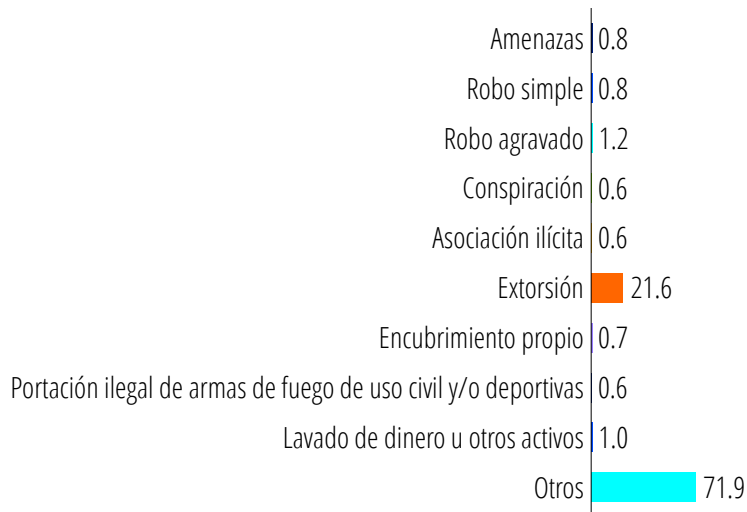 Amenazas 0.8
Robo simple 0.8
Robo agravado 1.2
Conspiración 0.6
Asociación ilícita 0.6
Extorsión 21.6
Encubrimiento propio 0.7
Portación ilegal de armas de fuego de uso civil y/o deportivas 0.6
Lavado de dinero u otros activos 1.0
Otros 71.9